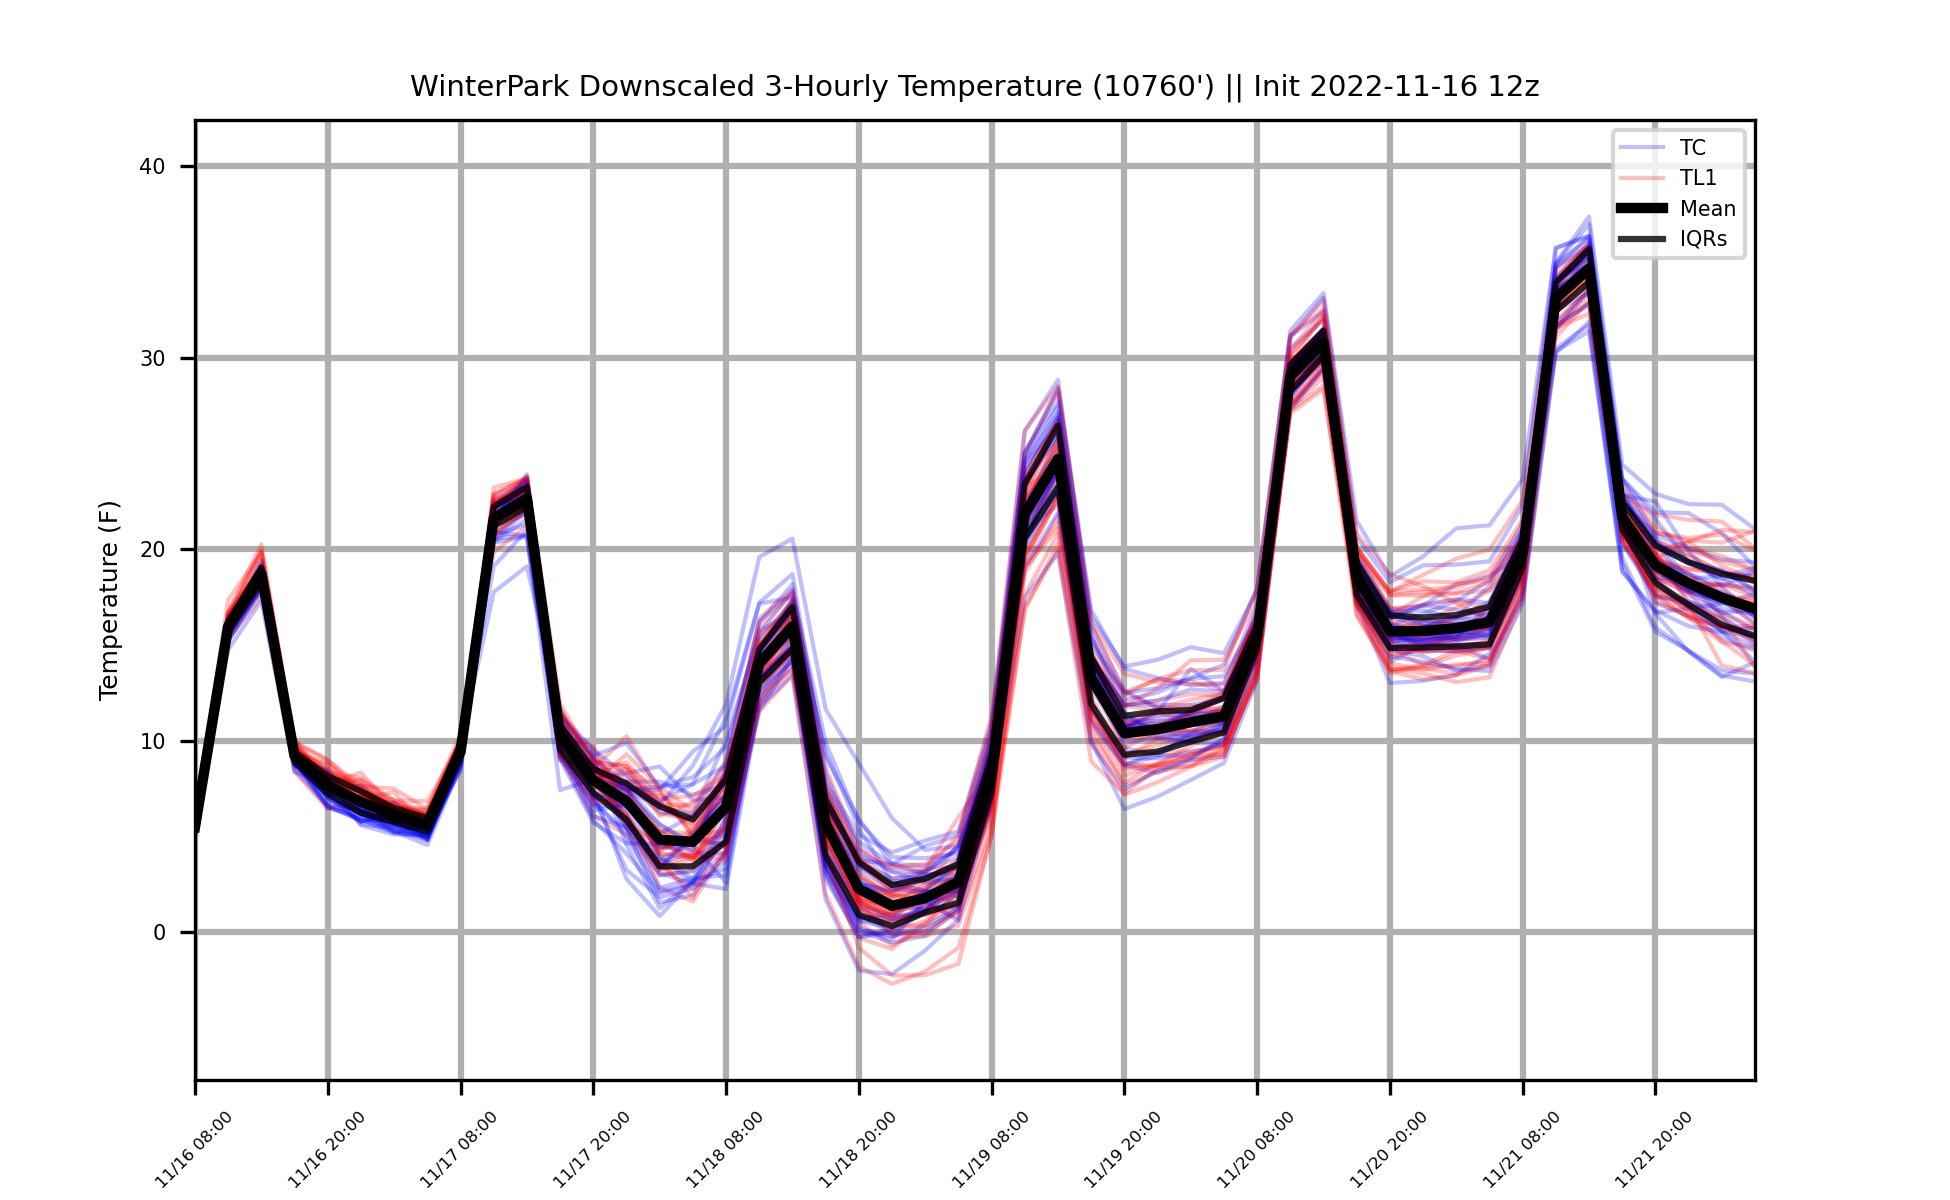 WinterPark Downscaled 3-Hourly Temperature (10760') || Init 2022-11-16 12z
TC
TL1
Mean
IQRs
Temperature (F)
40
30
20
10
0
11/16 08:00
11/16 20:00
11/17 08:00
11/17 20:00
11/18 08:00
11/18 20:00
11/19 08:00
11/19 20:00
11/20 08:00
11/20 20:00
11/21 08:00
11/21 20:00